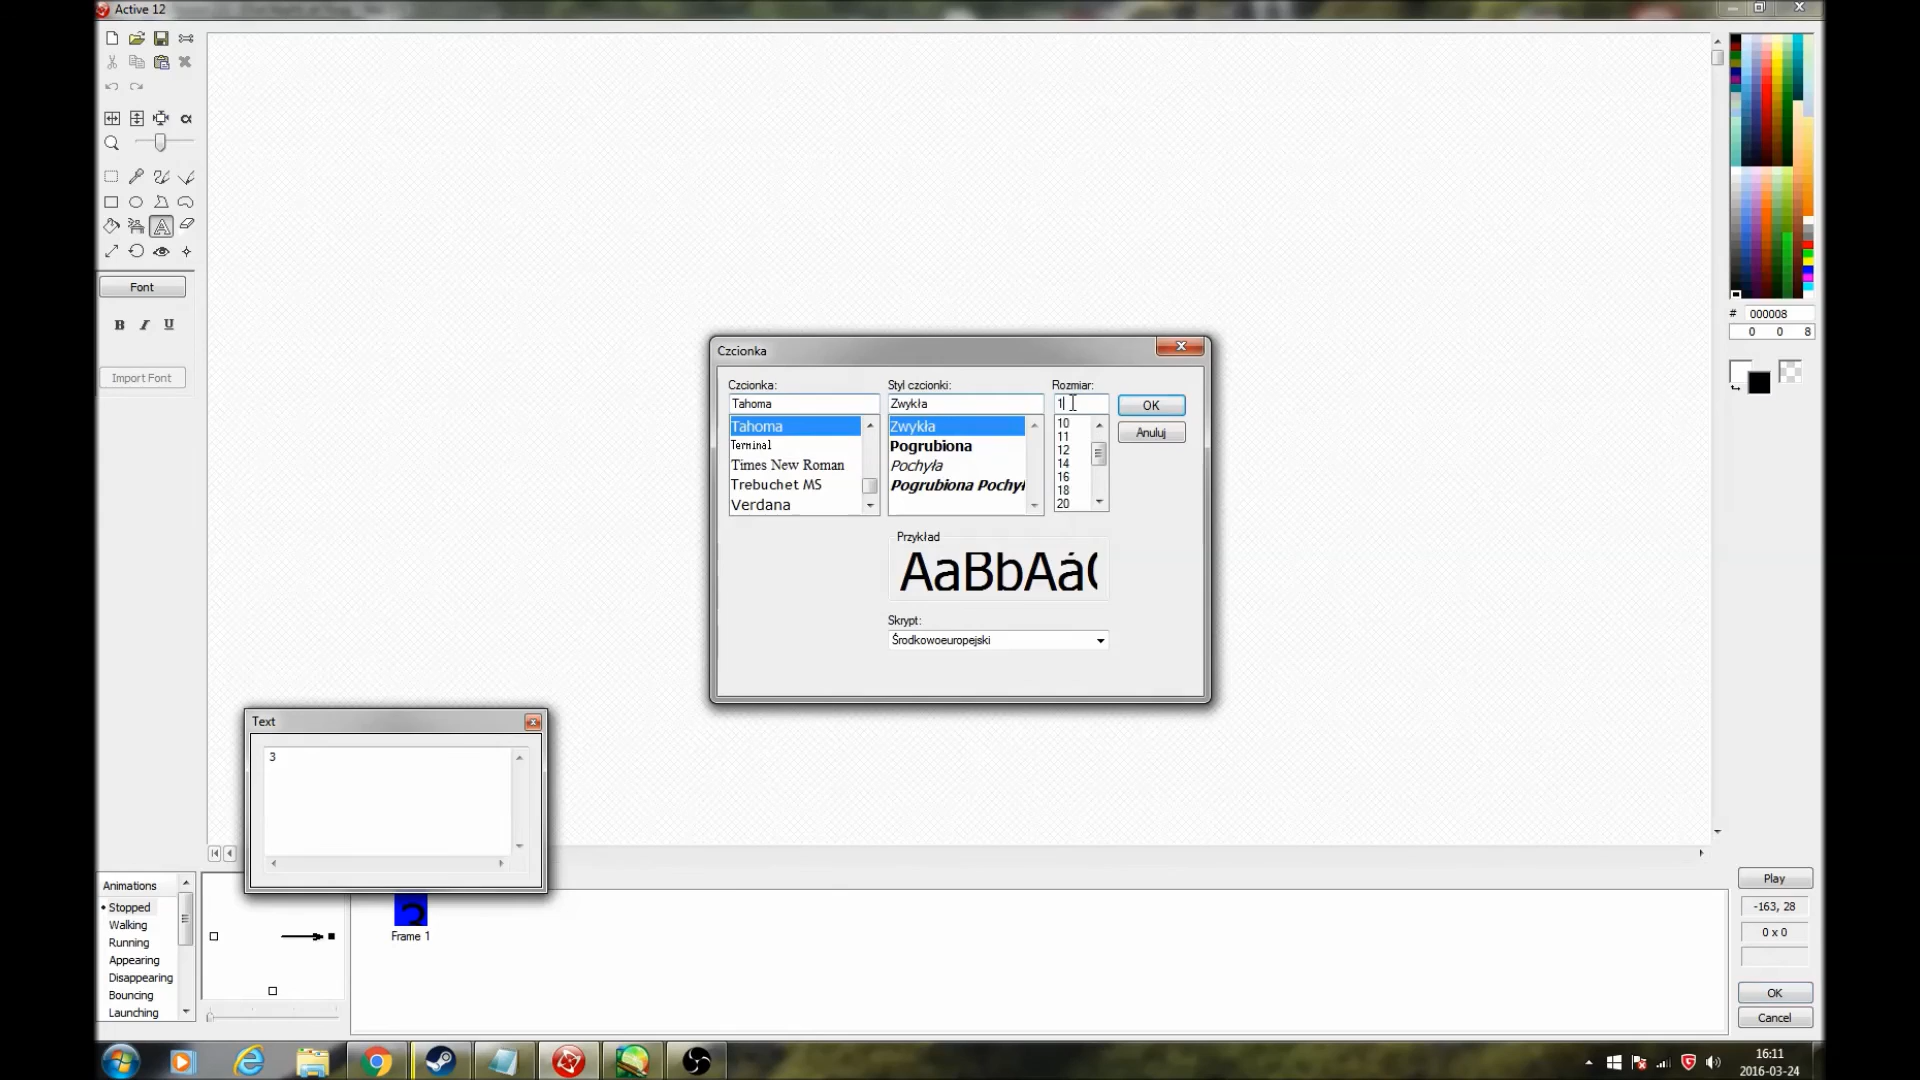 Active 12
Font
B I U
Import Font
# 000008
0 0 8
Czcionka
Czcionka:
Tahoma
Tahoma
Terminal
Times New Roman
Trebuchet MS
Verdana
Styl czcionki:
Zwykła
Zwykła
Pogrubiona
Pochyła
Pogrubiona Pochył
Rozmiar:
1
10
11
12
14
16
18
20
OK
Anuluj
Przykład
AaBbAá
Skrypt:
Środkowoeuropejski
Text
3
Animations
Stopped
Walking
Running
Appearing
Disappearing
Bouncing
Launching
Frame 1
Play
-163, 28
0 x 0
OK
Cancel
16:11
2016-03-24